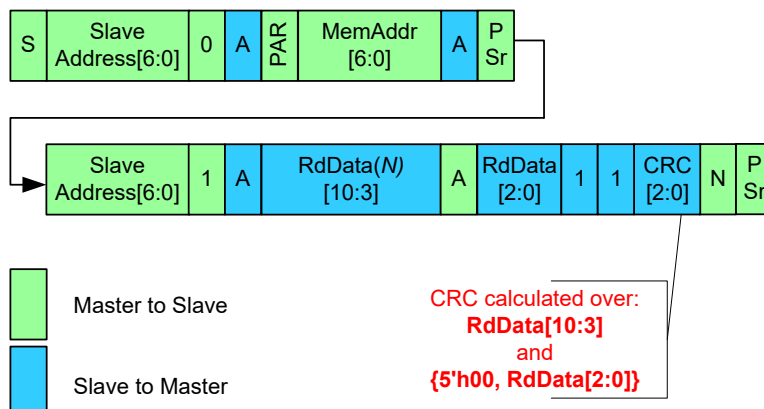 S
Slave
Address[6:0]
0
A
PAR
MemAddr
[6:0]
A
P
Sr
Slave
Address[6:0]
1
A
RdData(N)
[10:3]
A
RdData
[2:0]
1
1
CRC
[2:0]
N
P
Sr
Master to Slave
Slave to Master
CRC calculated over:
RdData[10:3]
and
{5'h00, RdData[2:0]}